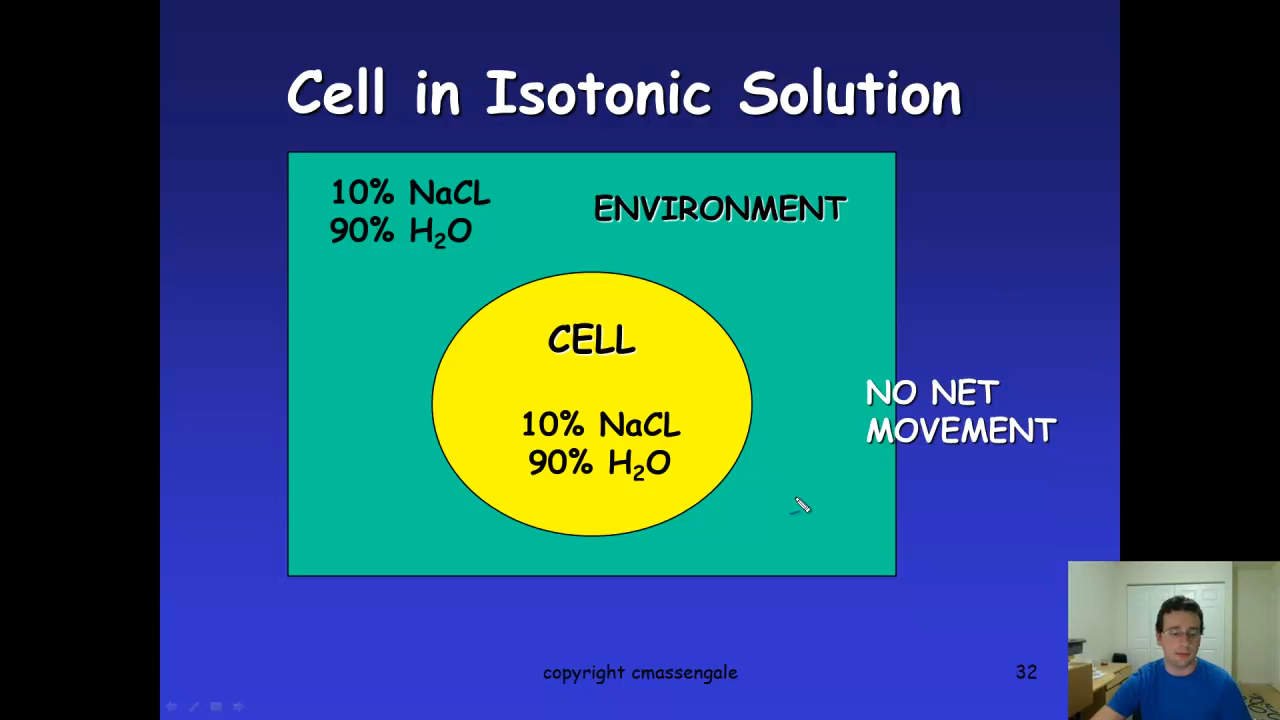 Cell in Isotonic Solution
10% NaCL
90% H₂O
ENVIRONMENT
CELL
10% NaCL
90% H₂O
NO NET
MOVEMENT
copyright cmassengale
32